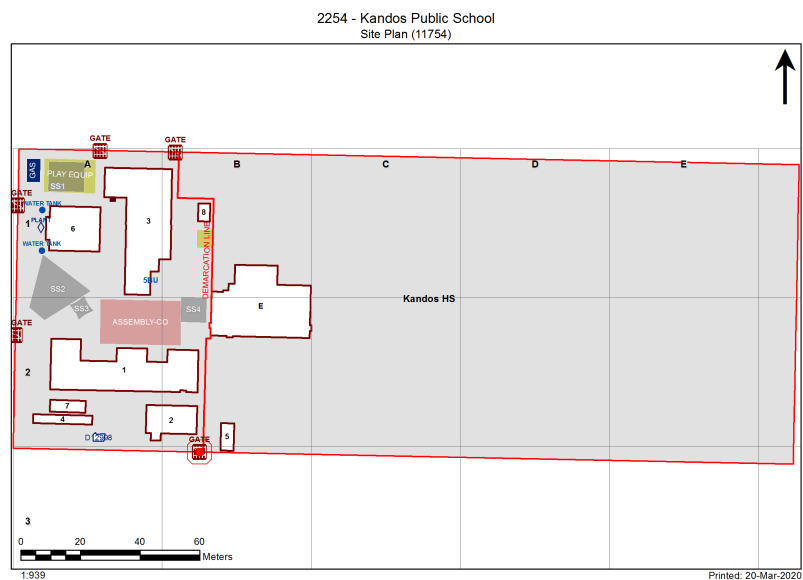 2254 - Kandos Public School
Site Plan (11754)
GATE
GATE
A
B
C
D
E
GAS
PLAY EQUIP
SS1
GATE
WATER TANK
8
1
6
3
WATER TANK
DEMARCATION LINE
5BU
SS2
Kandos HS
SS3
SS4
E
ASSEMBLY-CO
GATE
1
2
7
4
2
5
GATE
3
0 20 40 60
Meters
1:939
Printed: 20-Mar-2020